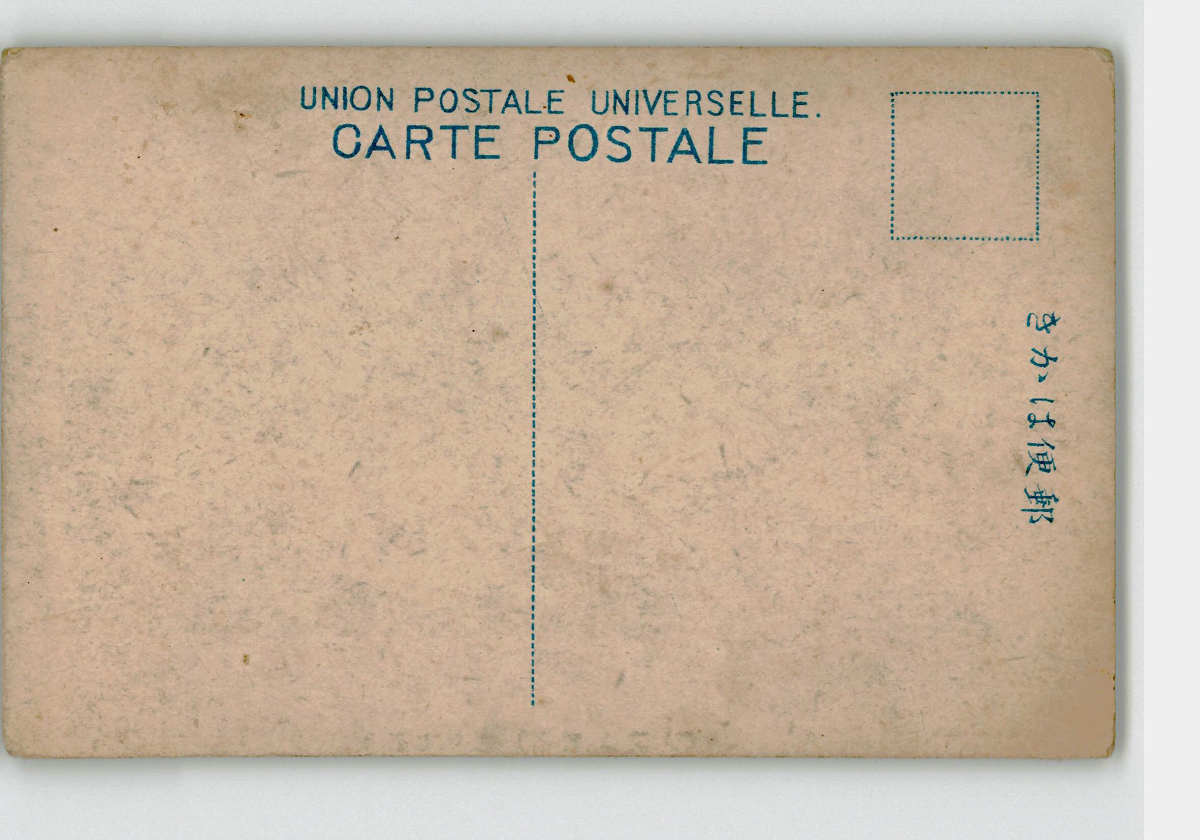 UNION POSTALE UNIVERSELLE.
CARTE POSTALE
きかは便郵